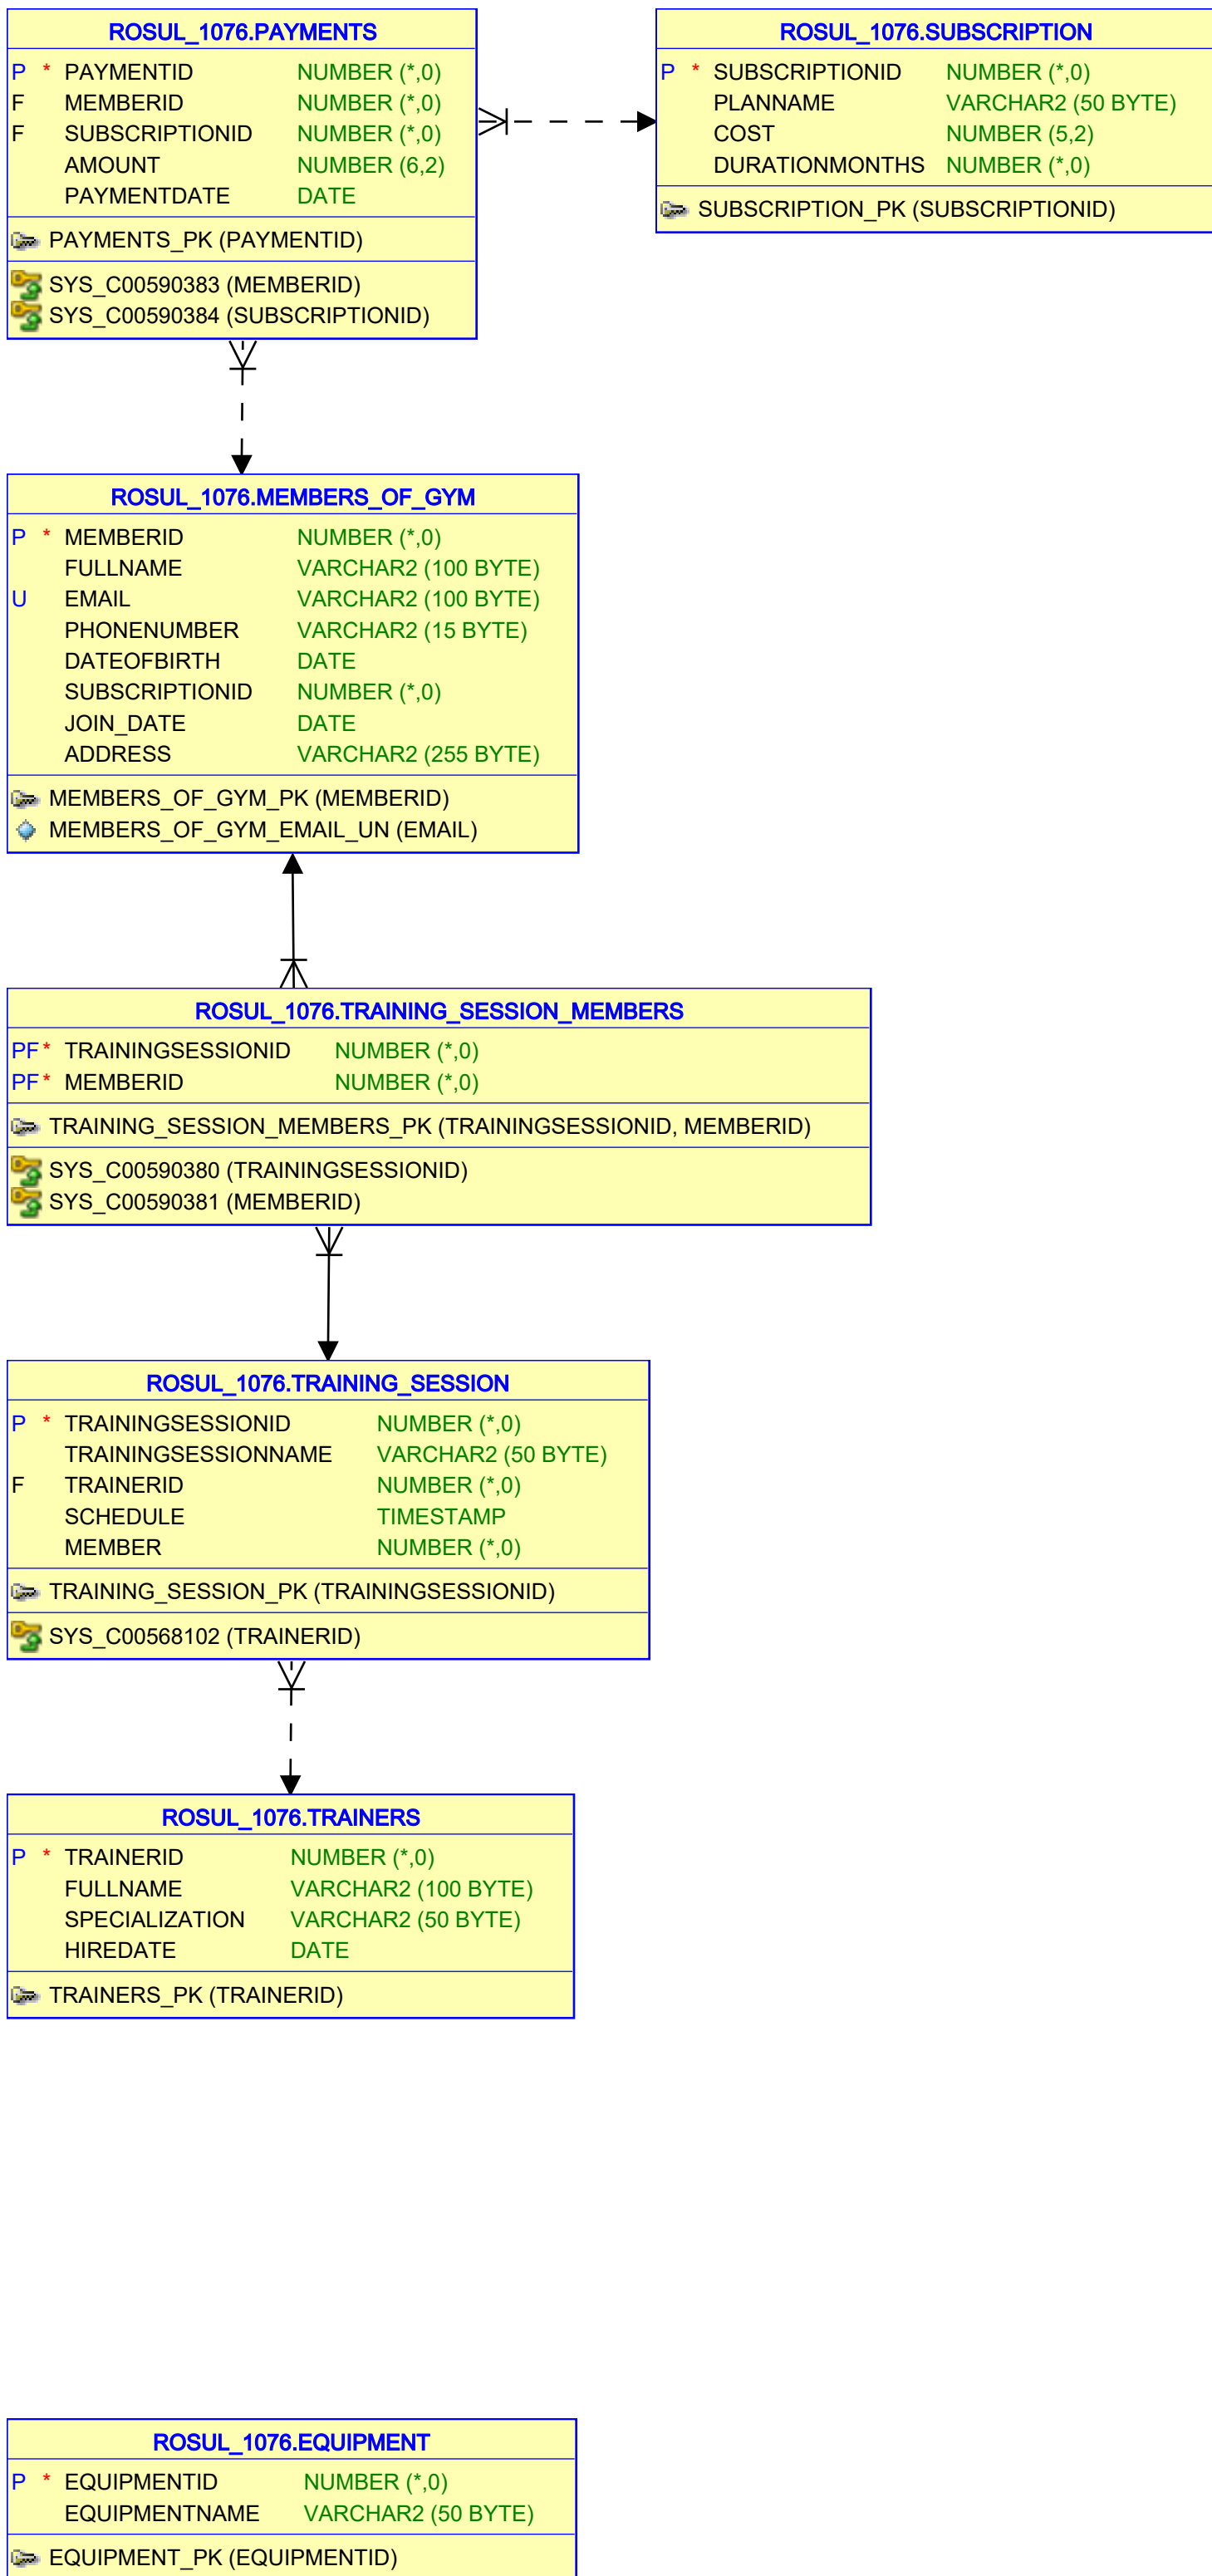 ROSUL_1076.PAYMENTS
P * PAYMENTID NUMBER (*,0)
F MEMBERID NUMBER (*,0)
F SUBSCRIPTIONID NUMBER (*,0)
AMOUNT NUMBER (6,2)
PAYMENTDATE DATE
PAYMENTS_PK (PAYMENTID)
SYS_C00590383 (MEMBERID)
SYS_C00590384 (SUBSCRIPTIONID)
ROSUL_1076.SUBSCRIPTION
P * SUBSCRIPTIONID NUMBER (*,0)
PLANNAME VARCHAR2 (50 BYTE)
COST NUMBER (5,2)
DURATIONMONTHS NUMBER (*,0)
SUBSCRIPTION_PK (SUBSCRIPTIONID)
ROSUL_1076.MEMBERS_OF_GYM
P * MEMBERID NUMBER (*,0)
FULLNAME VARCHAR2 (100 BYTE)
U EMAIL VARCHAR2 (100 BYTE)
PHONENUMBER VARCHAR2 (15 BYTE)
DATEOFBIRTH DATE
SUBSCRIPTIONID NUMBER (*,0)
JOIN_DATE DATE
ADDRESS VARCHAR2 (255 BYTE)
MEMBERS_OF_GYM_PK (MEMBERID)
MEMBERS_OF_GYM_EMAIL_UN (EMAIL)
ROSUL_1076.TRAINING_SESSION_MEMBERS
PF * TRAININGSESSIONID NUMBER (*,0)
PF * MEMBERID NUMBER (*,0)
TRAINING_SESSION_MEMBERS_PK (TRAININGSESSIONID, MEMBERID)
SYS_C00590380 (TRAININGSESSIONID)
SYS_C00590381 (MEMBERID)
ROSUL_1076.TRAINING_SESSION
P * TRAININGSESSIONID NUMBER (*,0)
TRAININGSESSIONNAME VARCHAR2 (50 BYTE)
F TRAINERID NUMBER (*,0)
SCHEDULE TIMESTAMP
MEMBER NUMBER (*,0)
TRAINING_SESSION_PK (TRAININGSESSIONID)
SYS_C00568102 (TRAINERID)
ROSUL_1076.TRAINERS
P * TRAINERID NUMBER (*,0)
FULLNAME VARCHAR2 (100 BYTE)
SPECIALIZATION VARCHAR2 (50 BYTE)
HIREDATE DATE
TRAINERS_PK (TRAINERID)
ROSUL_1076.EQUIPMENT
P * EQUIPMENTID NUMBER (*,0)
EQUIPMENTNAME VARCHAR2 (50 BYTE)
EQUIPMENT_PK (EQUIPMENTID)